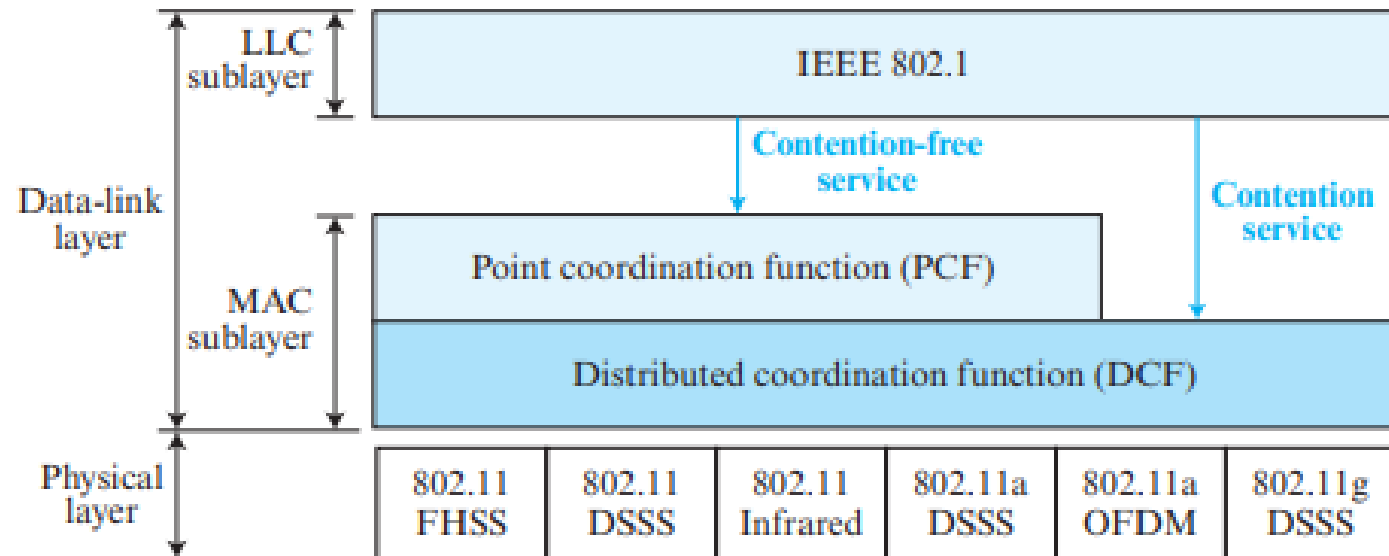 LLC
sublayer
IEEE 802.1
Contention-free
service
Contention
service
Data-link
layer
Point coordination function (PCF)
MAC
sublayer
Distributed coordination function (DCF)
Physical
layer
802.11
FHSS
802.11
DSSS
802.11
Infrared
802.11a
DSSS
802.11a
OFDM
802.11g
DSSS